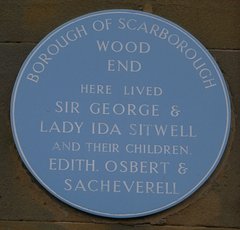 BOROUGH OF SCARBOROUGH
WOOD
END
HERE LIVED
SIR GEORGE &
LADY IDA SITWELL
AND THEIR CHILDREN,
EDITH, OSBERT &
SACHEVERELL